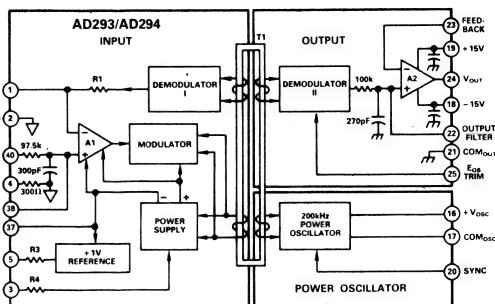 AD293/AD294
INPUT
T1
OUTPUT
FEED-
BACK
23
19
+ 15V
1
R1
DEMODULATOR
I
DEMODULATOR
II
100k
A2
24
VOUT
18
− 15V
2
270pF
22
OUTPUT
FILTER
40
97.5k
A1
MODULATOR
21
COMOUT
300pF
4
300Ω
25
EOS
TRIM
38
37
POWER
SUPPLY
200kHz
POWER
OSCILLATOR
16
+ VOSC
17
COMOSC
5
R3
+1V
REFERENCE
20
SYNC
3
R4
POWER OSCILLATOR